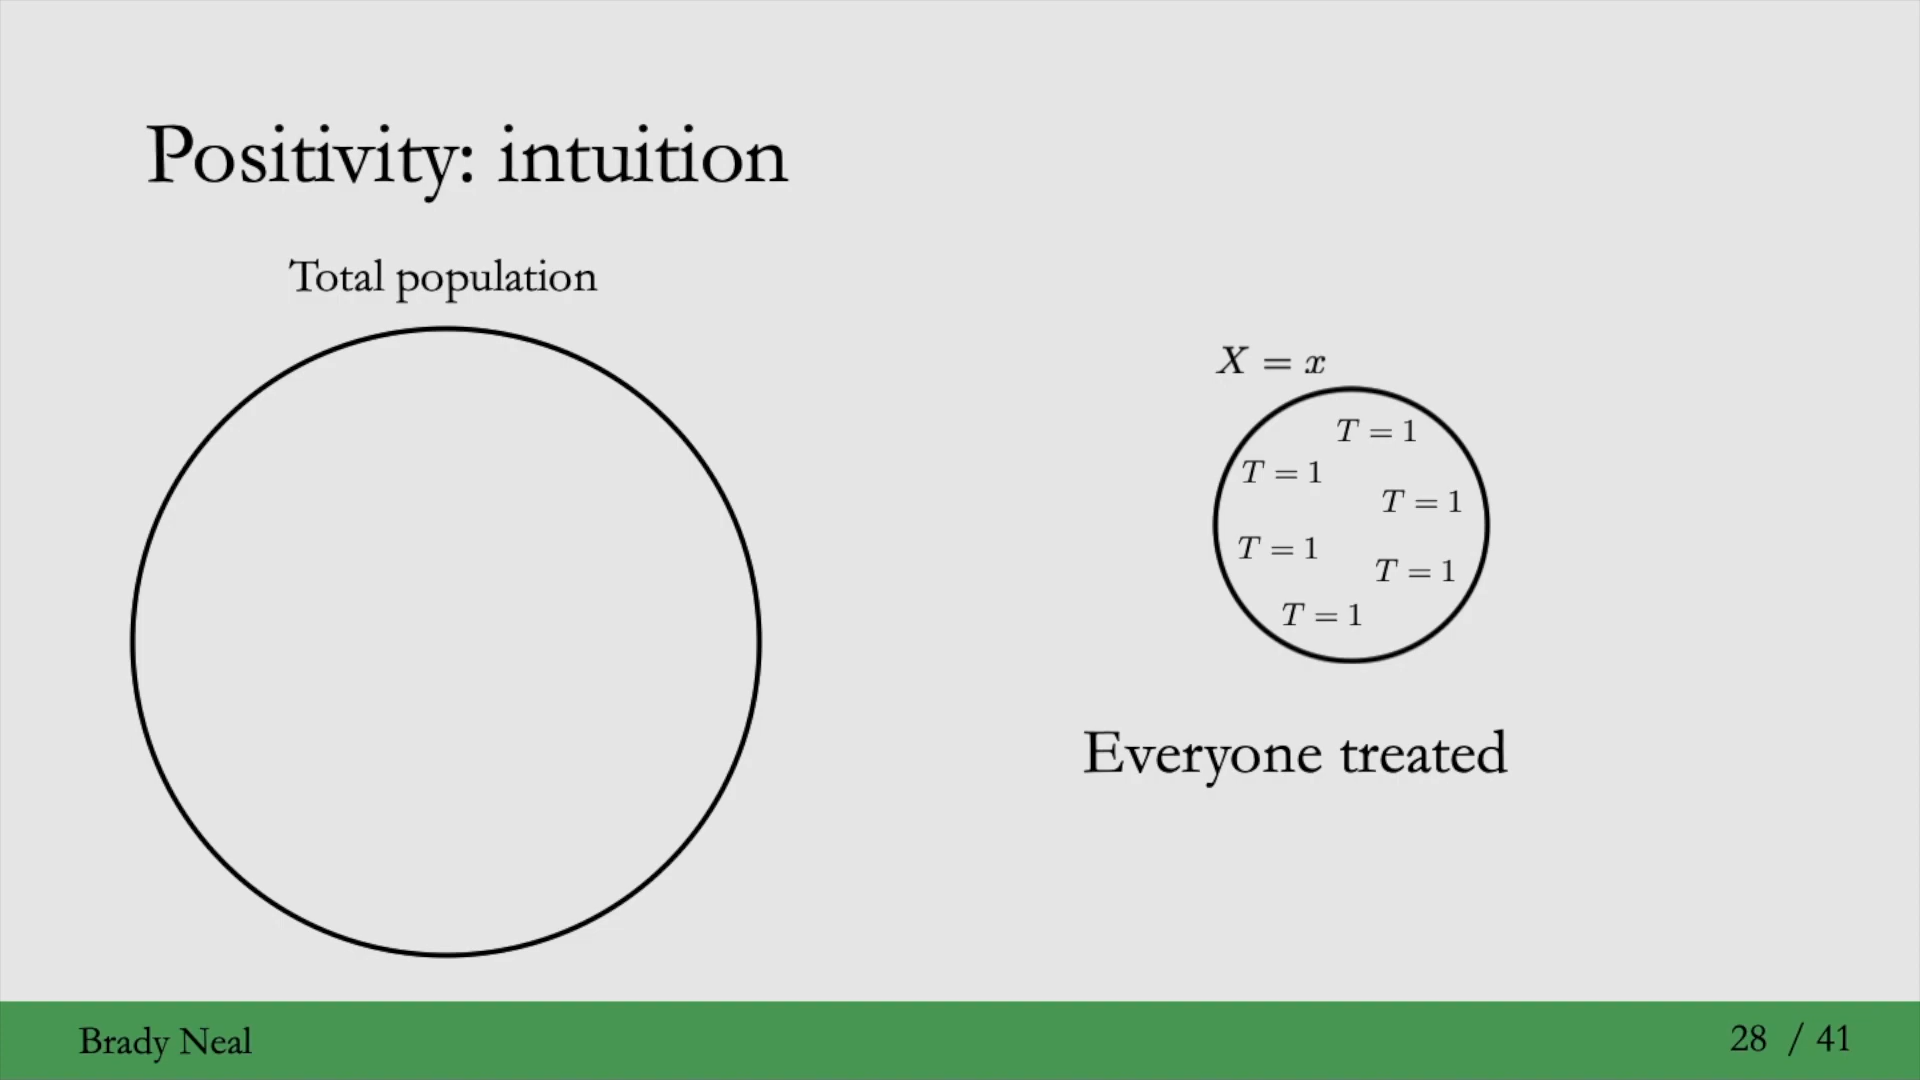 Positivity: intuition
Total population
X = x
T = 1
T = 1
T = 1
T = 1
T = 1
T = 1
Everyone treated
Brady Neal
28 / 41